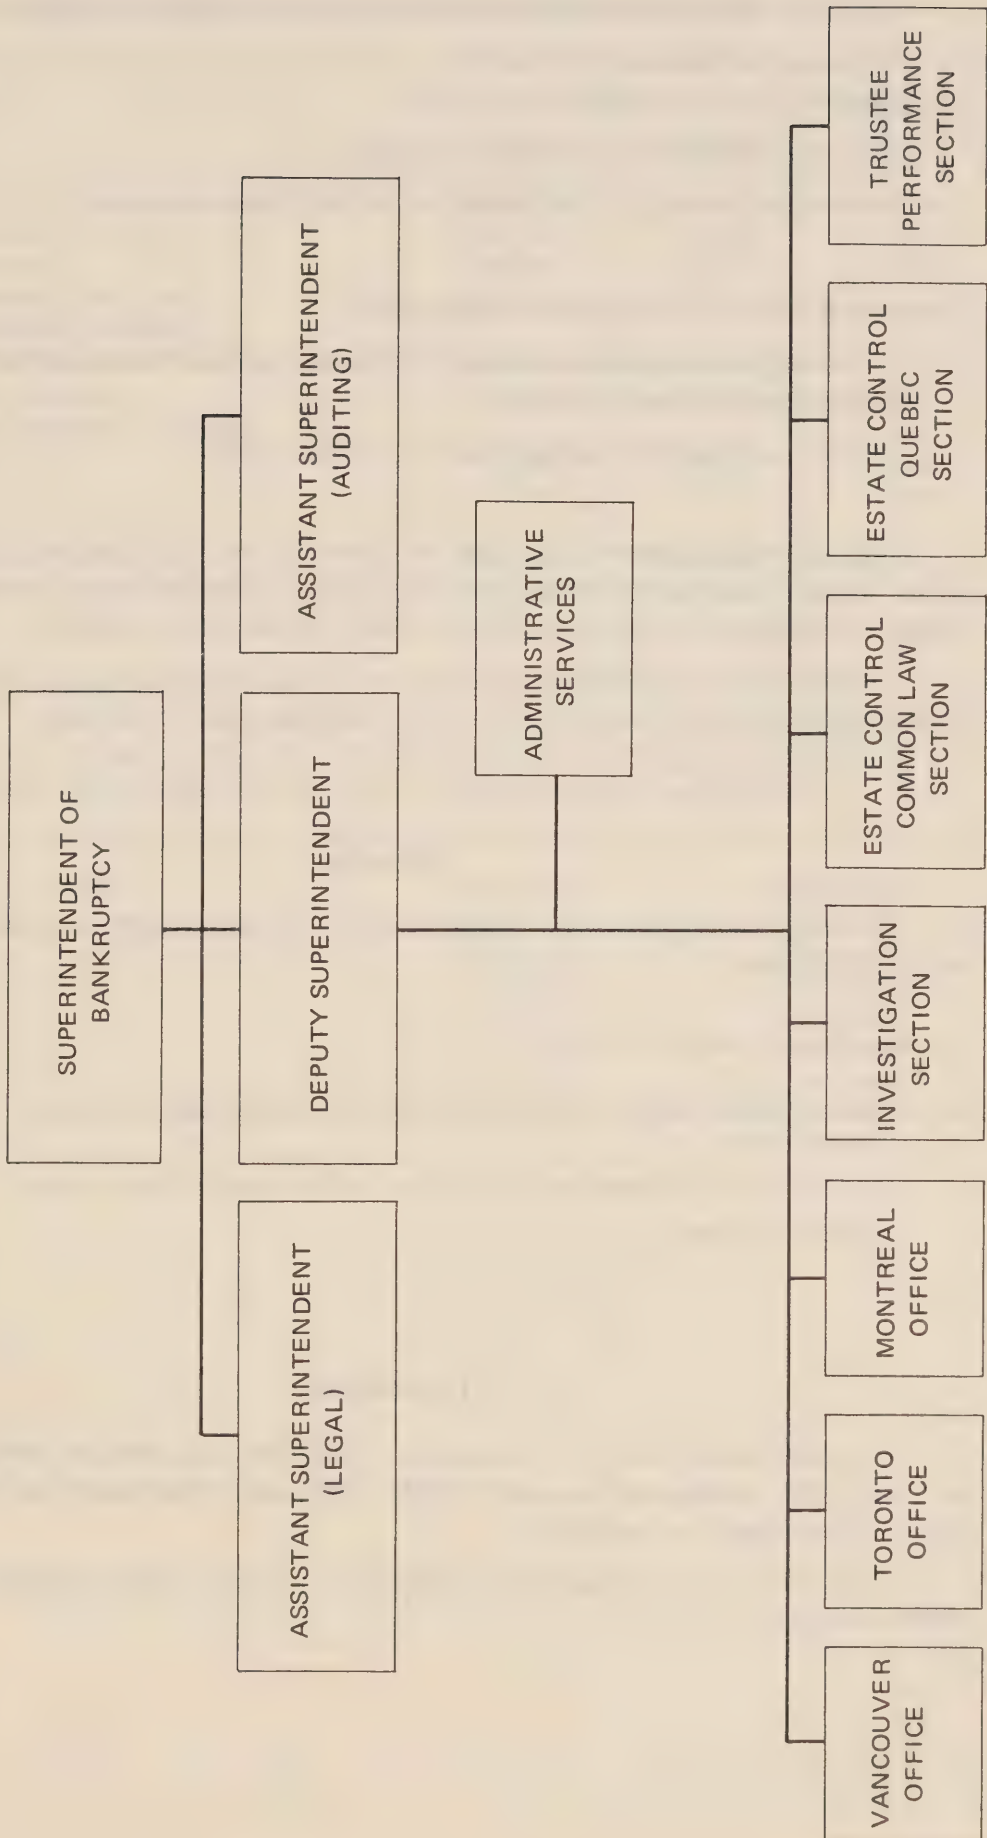 SUPERINTENDENT OF
BANKRUPTCY
ASSISTANT SUPERINTENDENT
(LEGAL)
DEPUTY SUPERINTENDENT
ASSISTANT SUPERINTENDENT
(AUDITING)
ADMINISTRATIVE
SERVICES
VANCOUVER
OFFICE
TORONTO
OFFICE
MONTREAL
OFFICE
INVESTIGATION
SECTION
ESTATE CONTROL
COMMON LAW
SECTION
ESTATE CONTROL
QUEBEC
SECTION
TRUSTEE
PERFORMANCE
SECTION